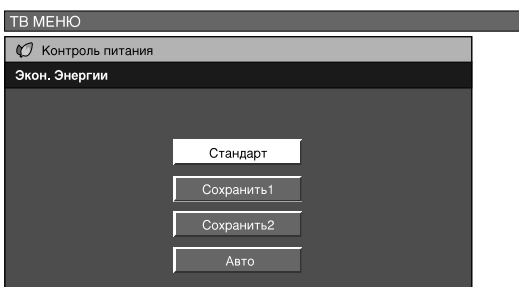 ТВ МЕНЮ
Контроль питания
Экон. Энергии
Стандарт
Сохранить1
Сохранить2
Авто